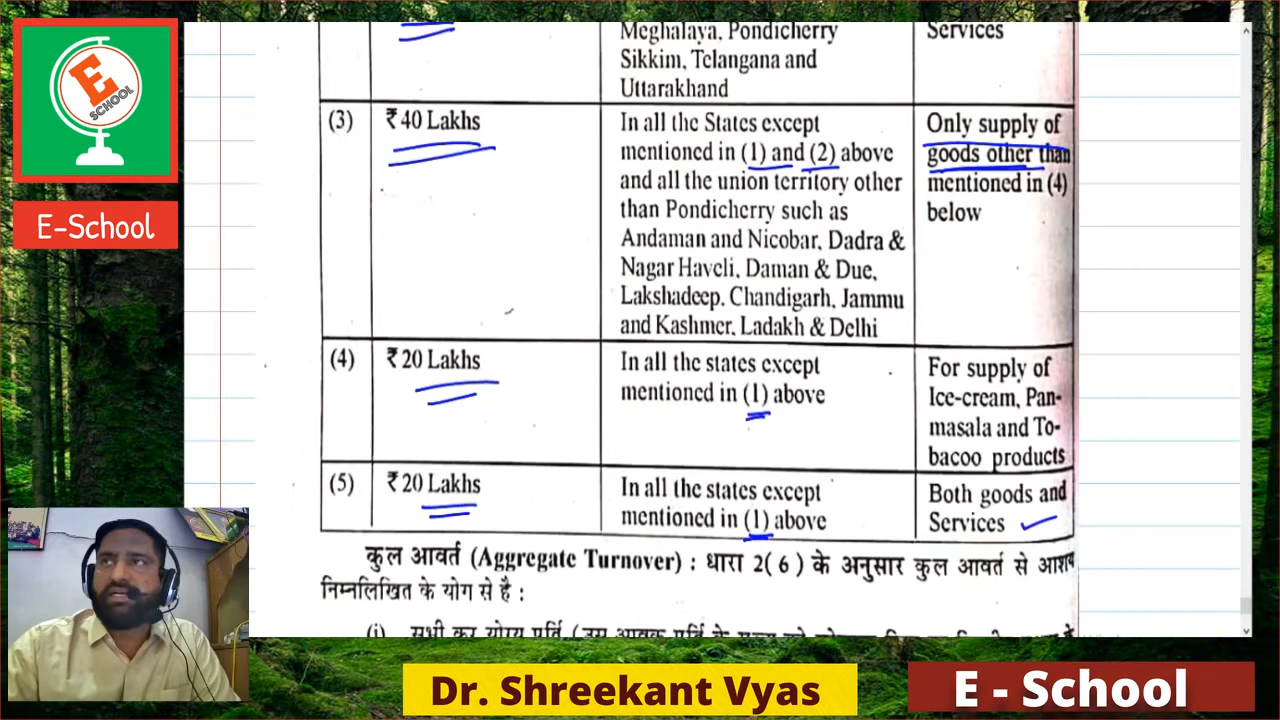 E
SCHOOL
E-School
Meghalaya, Pondicherry
Sikkim, Telangana and
Uttarakhand
Services
(3)
₹ 40 Lakhs
In all the States except
mentioned in (1) and (2) above
and all the union territory other
than Pondicherry such as
Andaman and Nicobar, Dadra &
Nagar Haveli, Daman & Due,
Lakshadeep, Chandigarh, Jammu
and Kashmer, Ladakh & Delhi
Only supply of
goods other than
mentioned in (4)
below
(4)
₹ 20 Lakhs
In all the states except
mentioned in (1) above
For supply of
Ice-cream, Pan-
masala and To-
bacoo products
(5)
₹ 20 Lakhs
In all the states except
mentioned in (1) above
Both goods and
Services
कुल आवर्त (Aggregate Turnover) : धारा 2( 6 ) के अनुसार कुल आवर्त से आशय
निम्नलिखित के योग से है :
(i) सभी कर योग्य पूर्ति
Dr. Shreekant Vyas
E - School